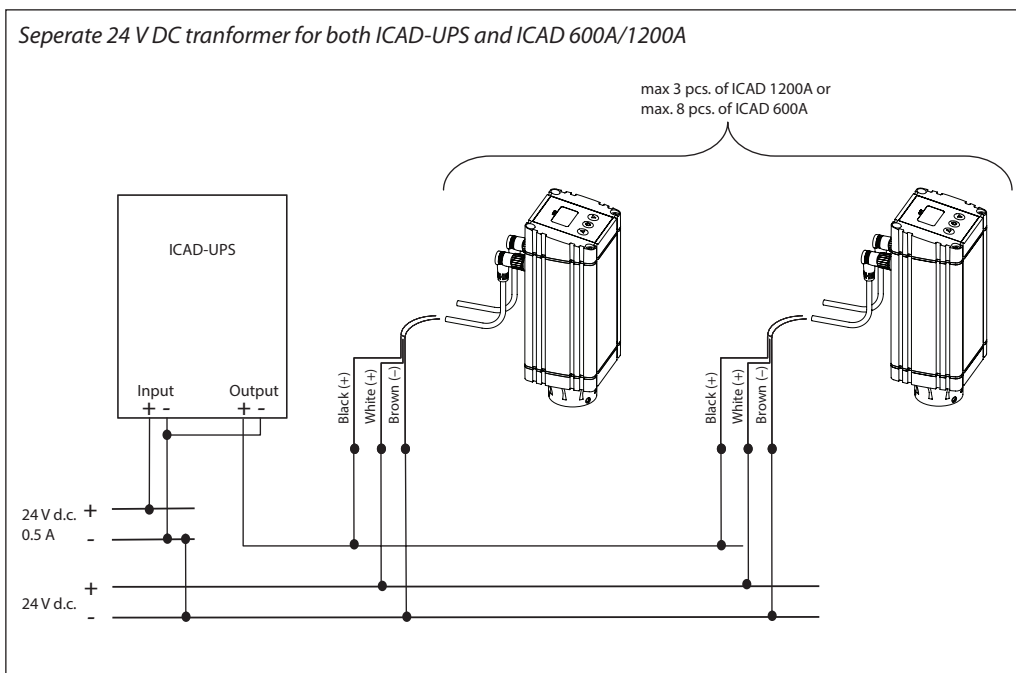 Seperate 24 V DC tranformer for both ICAD-UPS and ICAD 600A/1200A
max 3 pcs. of ICAD 1200A or
max. 8 pcs. of ICAD 600A
ICAD-UPS
Input
Output
+ -
+ -
Black (+)
White (+)
Brown (−)
Black (+)
White (+)
Brown (−)
24 V d.c.
0.5 A
+
-
24 V d.c.
+
-